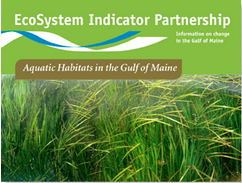 EcoSystem Indicator Partnership
Information on change
in the Gulf of Maine
Aquatic Habitats in the Gulf of Maine